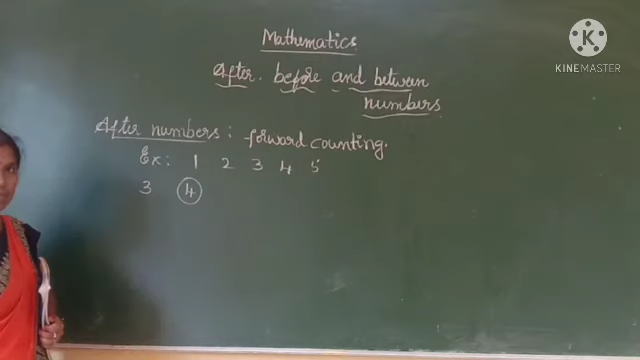 Mathematics
After. before and between
numbers
After numbers: forward counting.
Ex: 1 2 3 4 5
3 4
K
KINEMASTER